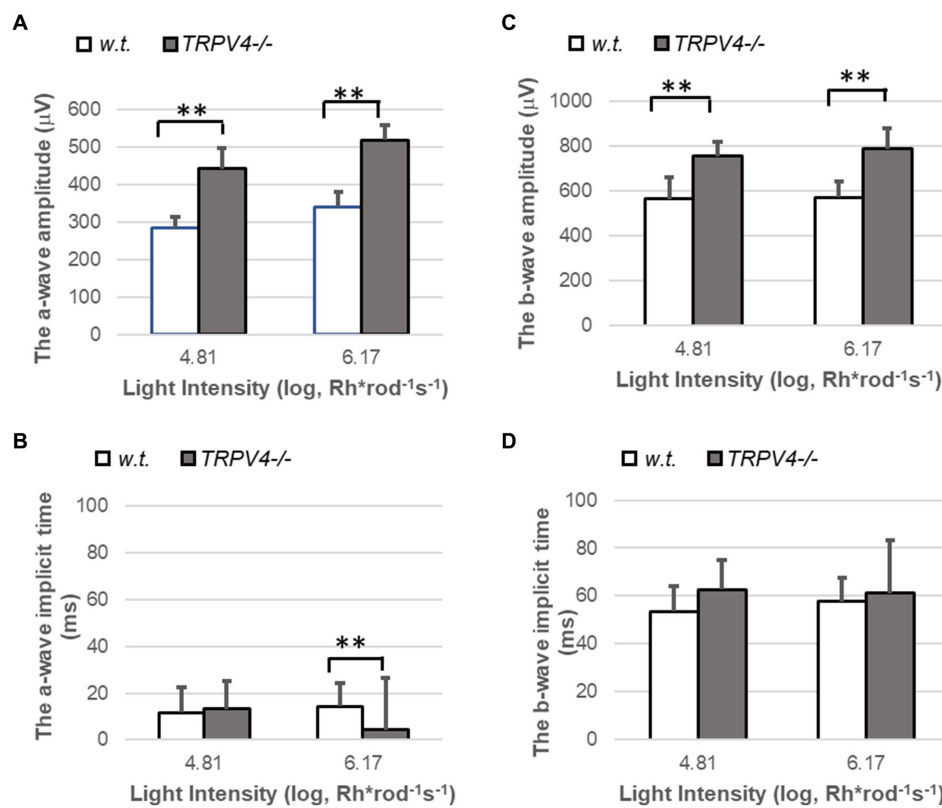 A
w.t. TRPV4-/-
The a-wave amplitude (μV)
600
500
400
300
200
100
0
**
**
4.81 6.17
Light Intensity (log, Rh*rod⁻¹s⁻¹)
C
w.t. TRPV4-/-
The b-wave amplitude (μV)
1000
800
600
400
200
0
**
**
4.81 6.17
Light Intensity (log, Rh*rod⁻¹s⁻¹)
B
w.t. TRPV4-/-
The a-wave implicit time
(ms)
100
80
60
40
20
0
**
4.81 6.17
Light Intensity (log, Rh*rod⁻¹s⁻¹)
D
w.t. TRPV4-/-
The b-wave implicit time
(ms)
100
80
60
40
20
0
4.81 6.17
Light Intensity (log, Rh*rod⁻¹s⁻¹)